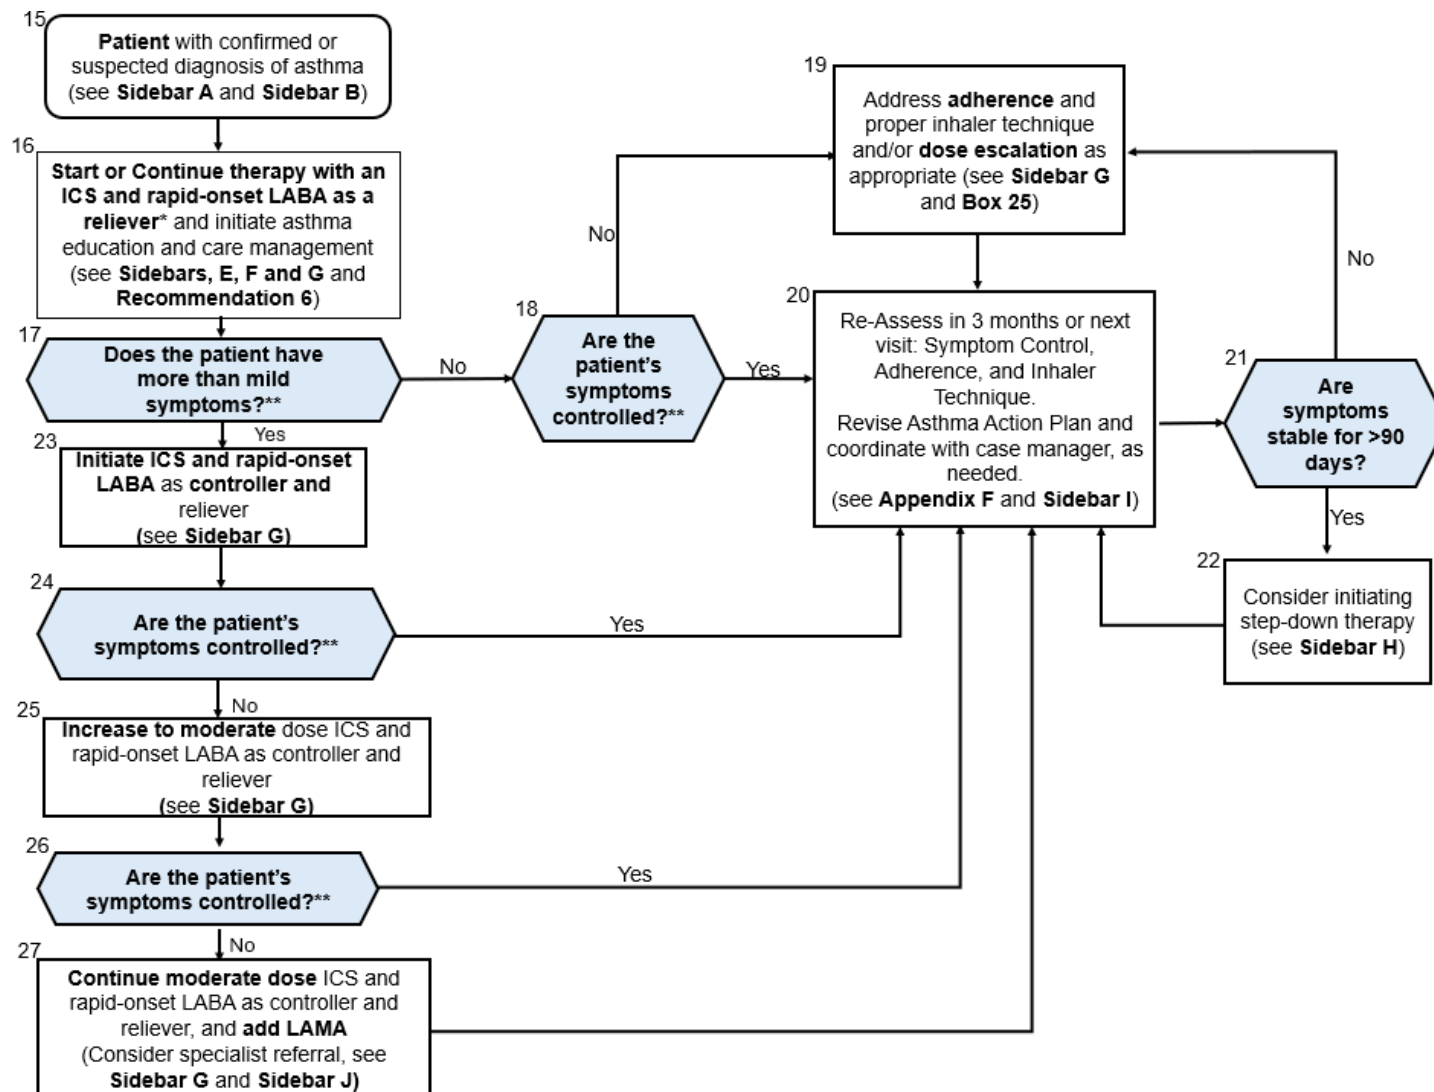 15
Patient with confirmed or
suspected diagnosis of asthma
(see Sidebar A and Sidebar B)
16
Start or Continue therapy with an
ICS and rapid-onset LABA as a
reliever* and initiate asthma
education and care management
(see Sidebars, E, F and G and
Recommendation 6)
17
Does the patient have
more than mild
symptoms?**
No
Yes
18
Are the
patient's
symptoms
controlled?**
No
Yes
19
Address adherence and
proper inhaler technique
and/or dose escalation as
appropriate (see Sidebar G
and Box 25)
20
Re-Assess in 3 months or next
visit: Symptom Control,
Adherence, and Inhaler
Technique.
Revise Asthma Action Plan and
coordinate with case manager, as
needed.
(see Appendix F and Sidebar I)
21
Are
symptoms
stable for >90
days?
No
Yes
22
Consider initiating
step-down therapy
(see Sidebar H)
23
Initiate ICS and rapid-onset
LABA as controller and
reliever
(see Sidebar G)
24
Are the patient's
symptoms controlled?**
Yes
No
25
Increase to moderate dose ICS and
rapid-onset LABA as controller and
reliever
(see Sidebar G)
26
Are the patient's
symptoms controlled?**
Yes
No
27
Continue moderate dose ICS and
rapid-onset LABA as controller and
reliever, and add LAMA
(Consider specialist referral, see
Sidebar G and Sidebar J)